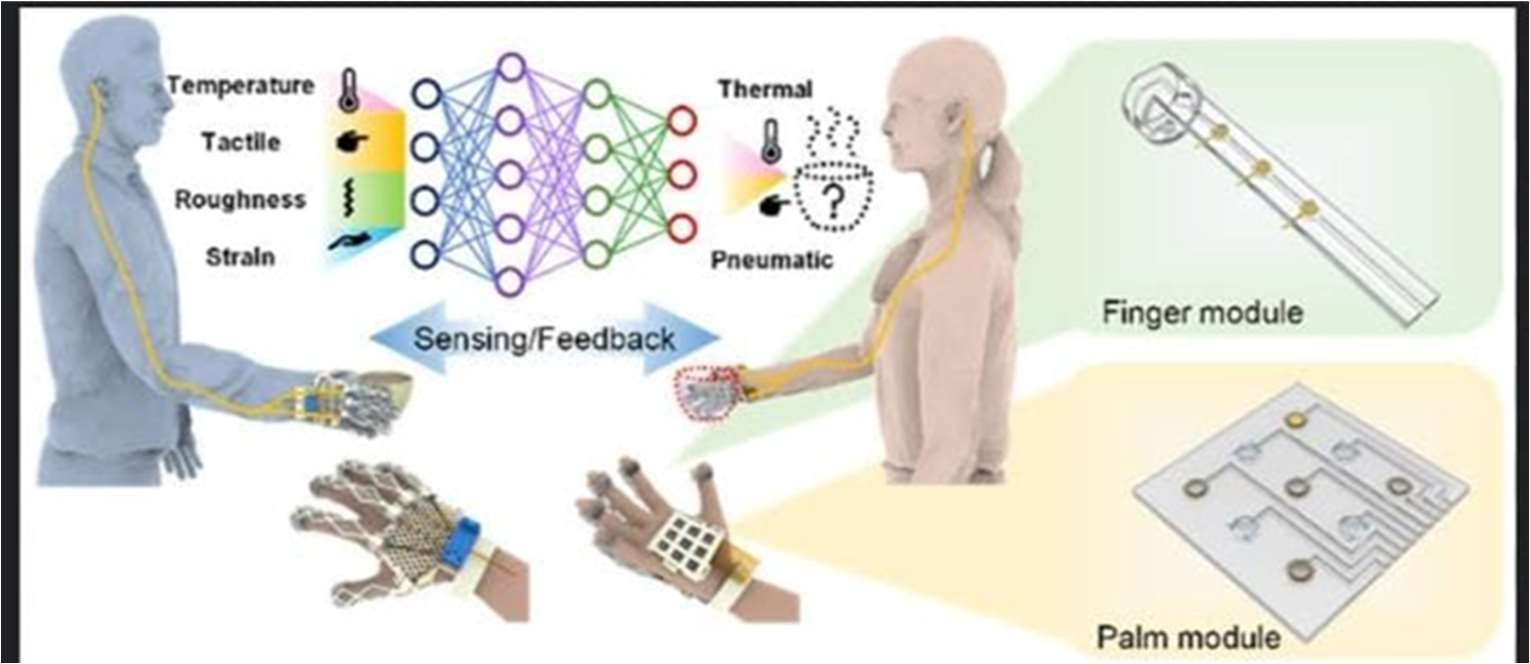 Temperature
Tactile
Roughness
Strain
Thermal
?
Pneumatic
Sensing/Feedback
Finger module
Palm module